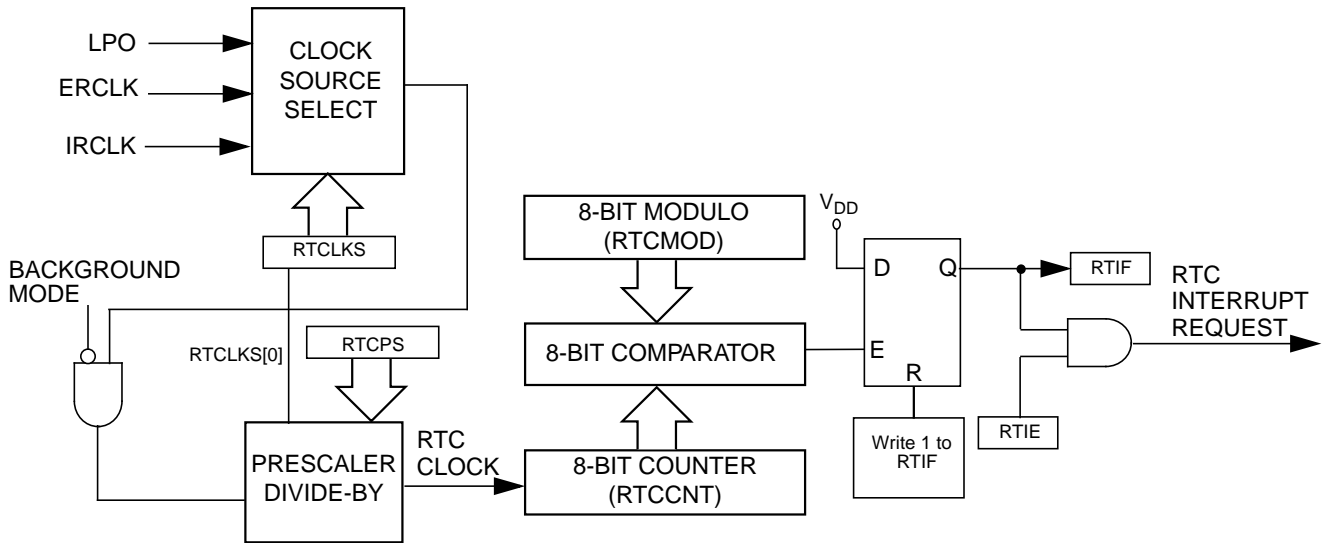 LPO
ERCLK
IRCLK
CLOCK
SOURCE
SELECT
RTCLKS
BACKGROUND
MODE
RTCLKS[0]
RTCPS
PRESCALER
DIVIDE-BY
RTC
CLOCK
8-BIT MODULO
(RTCMOD)
8-BIT COMPARATOR
8-BIT COUNTER
(RTCCNT)
VDD
D
Q
E
R
Write 1 to
RTIF
RTIF
RTIE
RTC
INTERRUPT
REQUEST